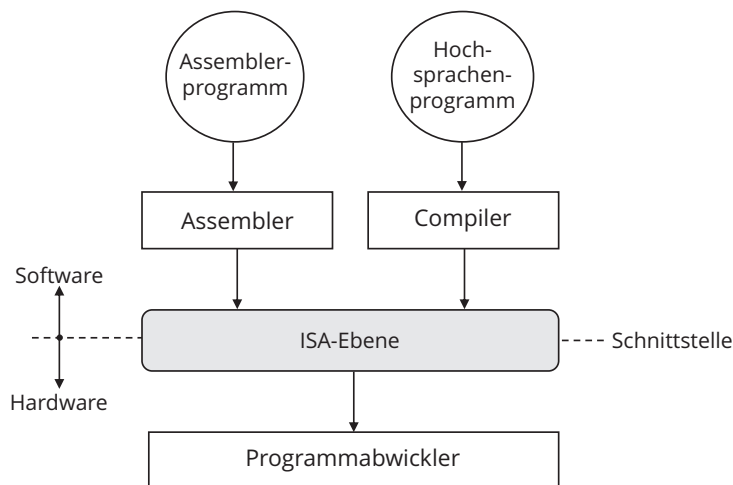 Assembler-
programm
Hoch-
sprachen-
programm
Assembler
Compiler
Software
ISA-Ebene
Schnittstelle
Hardware
Programmabwickler